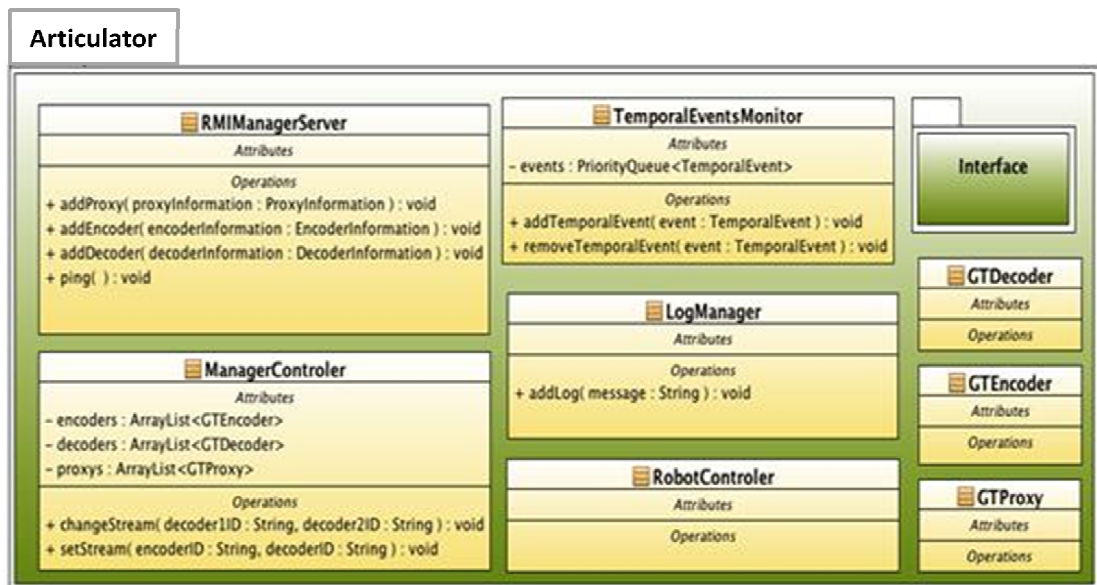 Articulator
RMIManagerServer
Attributes
Operations
+ addProxy( proxyInformation : ProxyInformation ) : void
+ addEncoder( encoderInformation : EncoderInformation ) : void
+ addDecoder( decoderInformation : DecoderInformation ) : void
+ ping( ) : void
ManagerControler
Attributes
- encoders : ArrayList<GTEncoder>
- decoders : ArrayList<GTDecoder>
- proxys : ArrayList<GTProxy>
Operations
+ changeStream( decoder1ID : String, decoder2ID : String ) : void
+ setStream( encoderID : String, decoderID : String ) : void
TemporalEventsMonitor
Attributes
- events : PriorityQueue<TemporalEvent>
Operations
+ addTemporalEvent( event : TemporalEvent ) : void
+ removeTemporalEvent( event : TemporalEvent ) : void
LogManager
Attributes
Operations
+ addLog( message : String ) : void
RobotControler
Attributes
Operations
Interface
GTDecoder
Attributes
Operations
GTEncoder
Attributes
Operations
GTProxy
Attributes
Operations